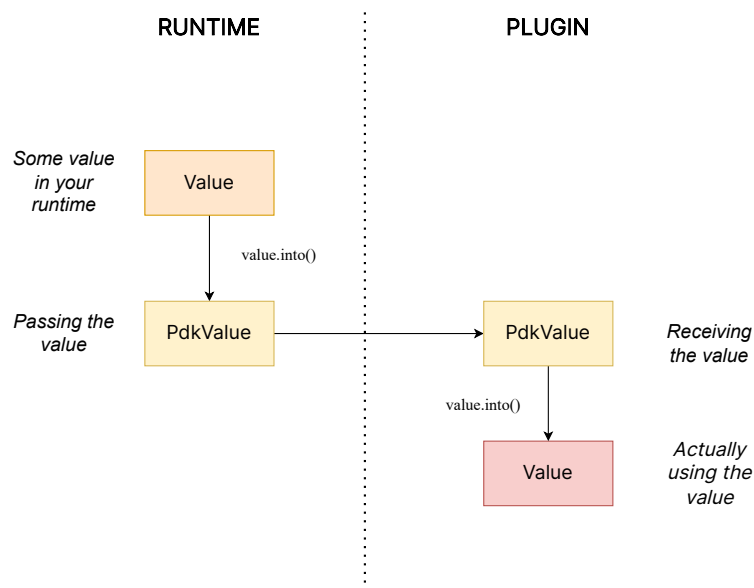 RUNTIME
PLUGIN
Some value
in your
runtime
Value
value.into()
Passing the
value
PdkValue
PdkValue
Receiving
the value
value.into()
Value
Actually
using the
value